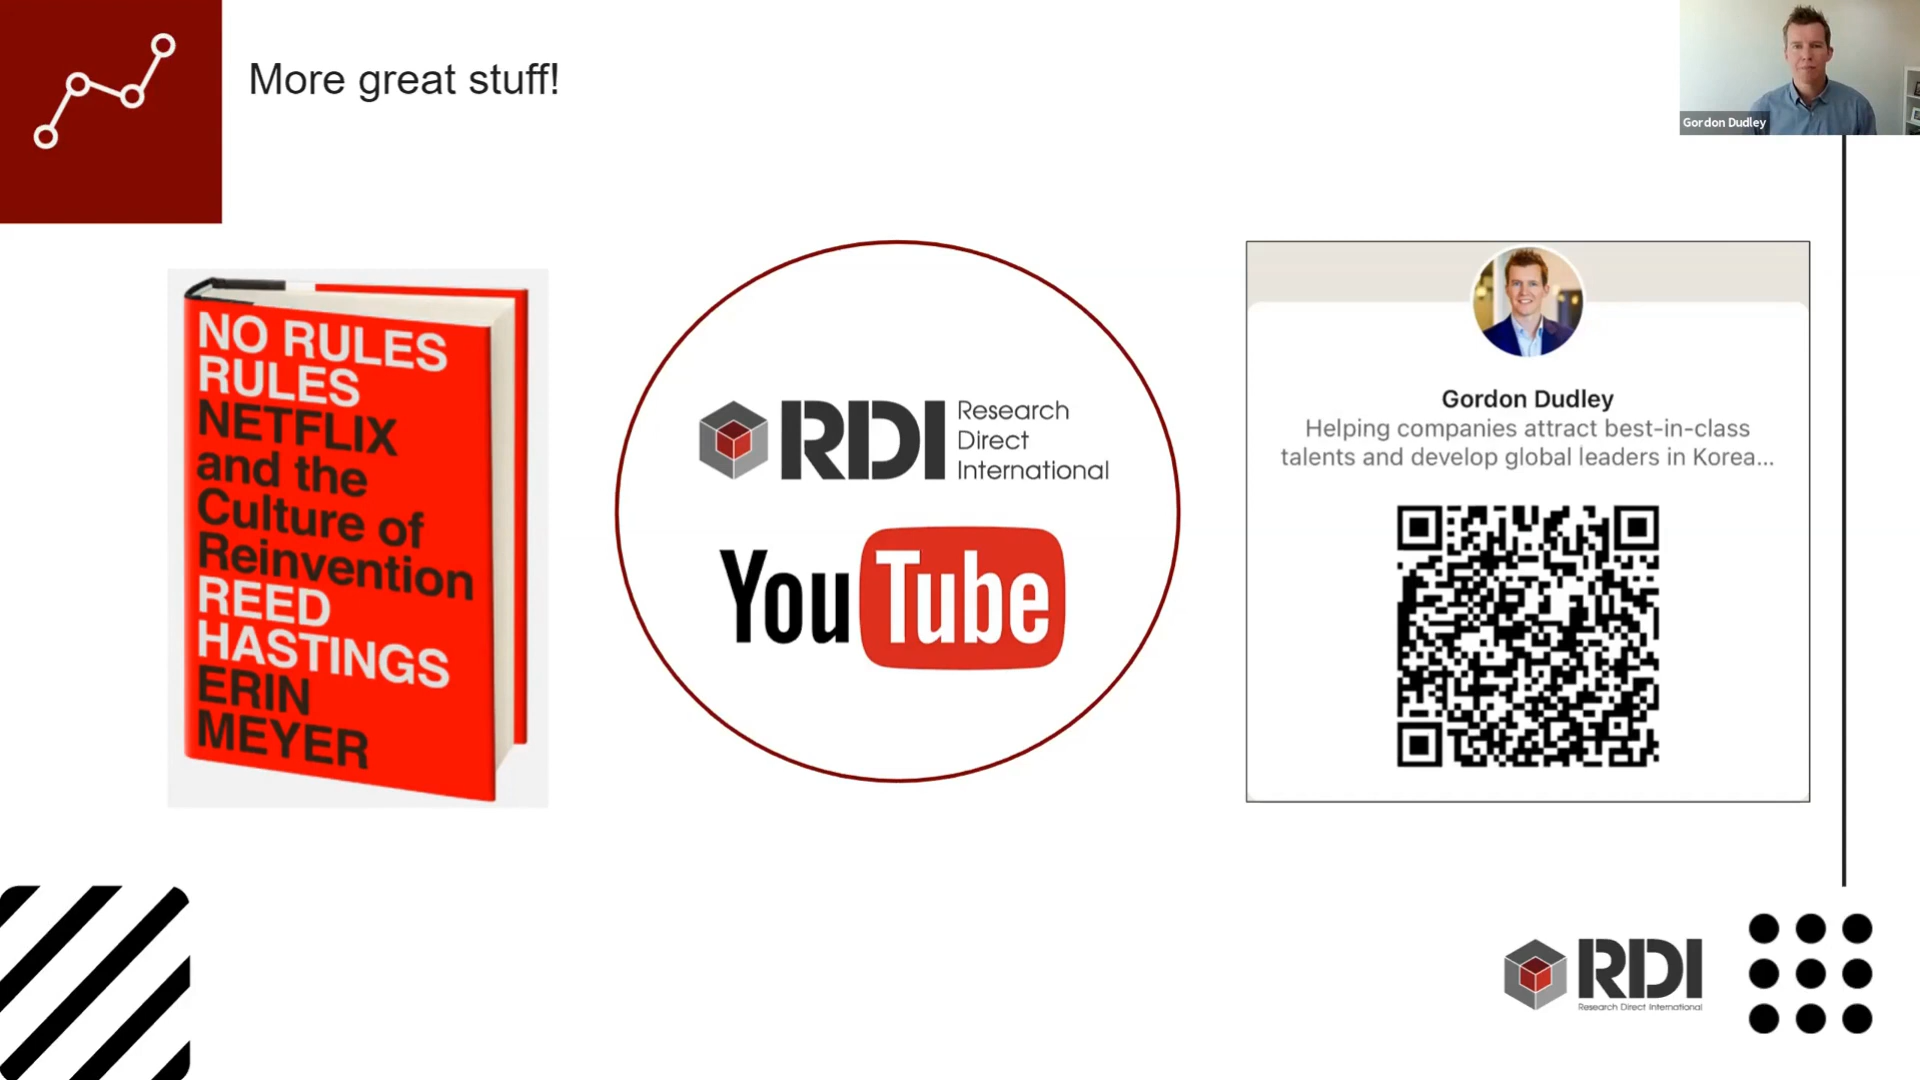 More great stuff!
Gordon Dudley
NO RULES
RULES
NETFLIX
and the
Culture of
Reinvention
REED
HASTINGS
ERIN
MEYER
RDI
Research
Direct
International
YouTube
Gordon Dudley
Helping companies attract best-in-class
talents and develop global leaders in Korea...
RDI
Research Direct International